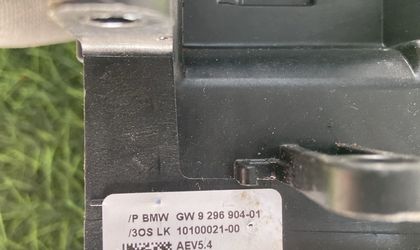 /P BMW GW 9 296 904-01
/3OS LK 10100021-00
AEV5.4